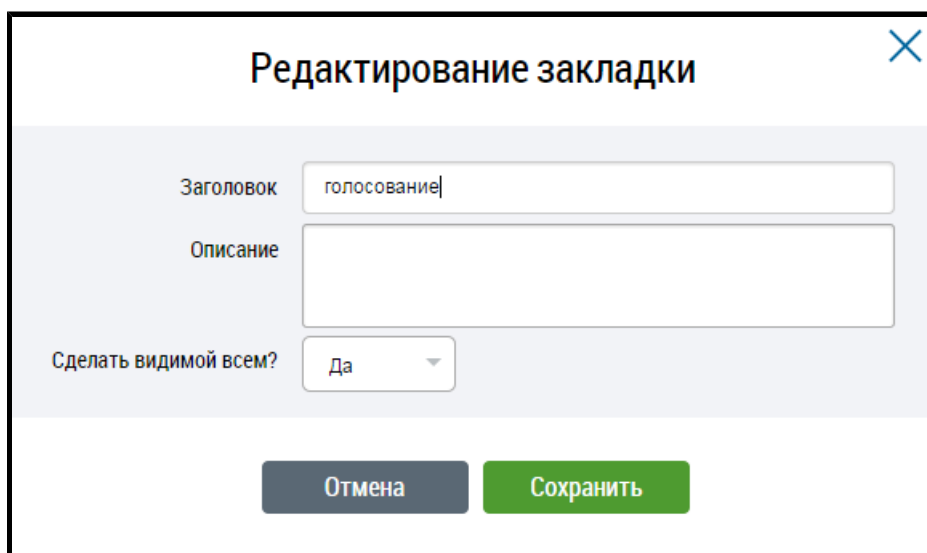 Редактирование закладки
Заголовок голосование
Описание
Сделать видимой всем? Да
Отмена Сохранить